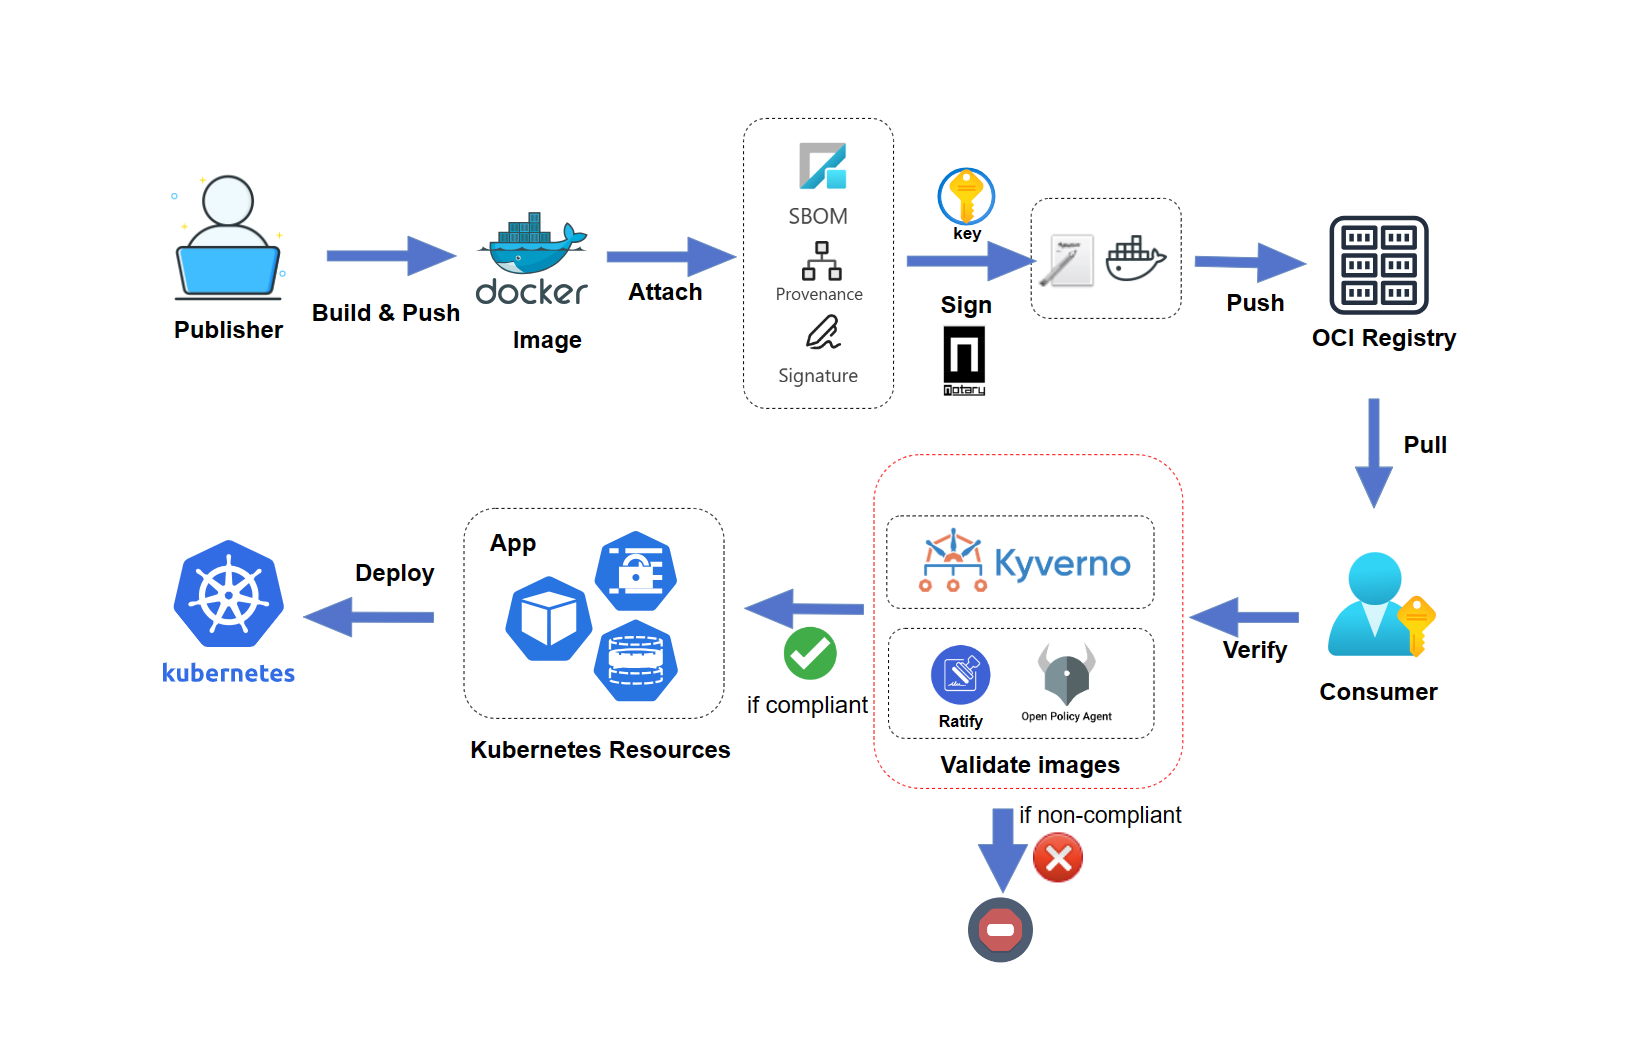 SBOM
Provenance
Signature
key
Sign
notary
Publisher
Build & Push
docker
Image
Attach
Push
OCI Registry
Pull
Consumer
Verify
Kyverno
Ratify
Open Policy Agent
Validate images
if compliant
if non-compliant
App
Kubernetes Resources
Deploy
kubernetes